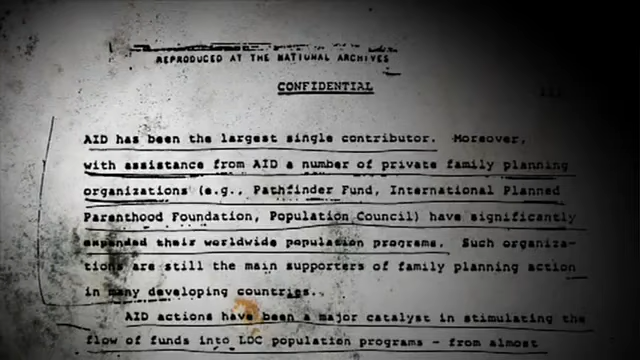 REPRODUCED AT THE NATIONAL ARCHIVES
CONFIDENTIAL
AID has been the largest single contributor. Moreover,
with assistance from AID a number of private family planning
organizations (e.g., Pathfinder Fund, International Planned
Parenthood Foundation, Population Council) have significantly
expanded their worldwide population programs. Such organiza-
tions are still the main supporters of family planning action
in many developing countries.
AID actions have been a major catalyst in stimulating the
flow of funds into LDC population programs - from almost